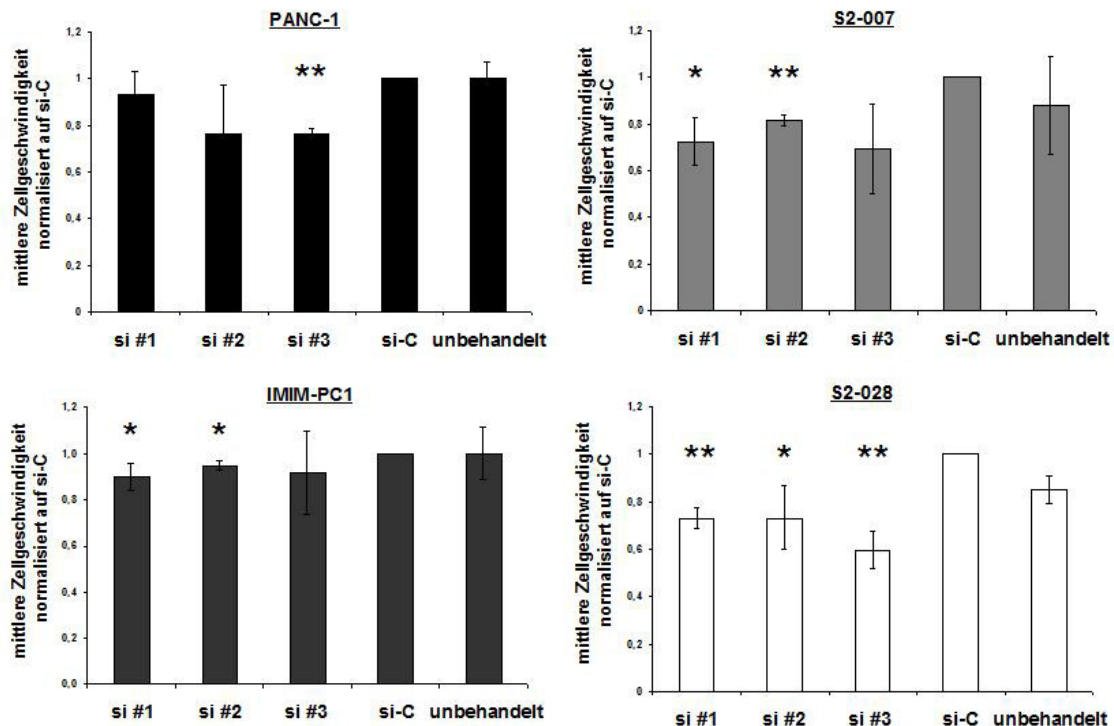 PANC-1
mittlere Zellgeschwindigkeit
normalisiert auf si-C
1,2
1
0,8
0,6
0,4
0,2
0
**
si #1 si #2 si #3 si-C unbehandelt
S2-007
mittlere Zellgeschwindigkeit
normalisiert auf si-C
1,2
1
0,8
0,6
0,4
0,2
0
* **
si #1 si #2 si #3 si-C unbehandelt
IMIM-PC1
mittlere Zellgeschwindigkeit
normalisiert auf si-C
1,2
1,0
0,8
0,6
0,4
0,2
0,0
* *
si #1 si #2 si #3 si-C unbehandelt
S2-028
mittlere Zellgeschwindigkeit
normalisiert auf si-C
1,2
1
0,8
0,6
0,4
0,2
0
** * **
si #1 si #2 si #3 si-C unbehandelt